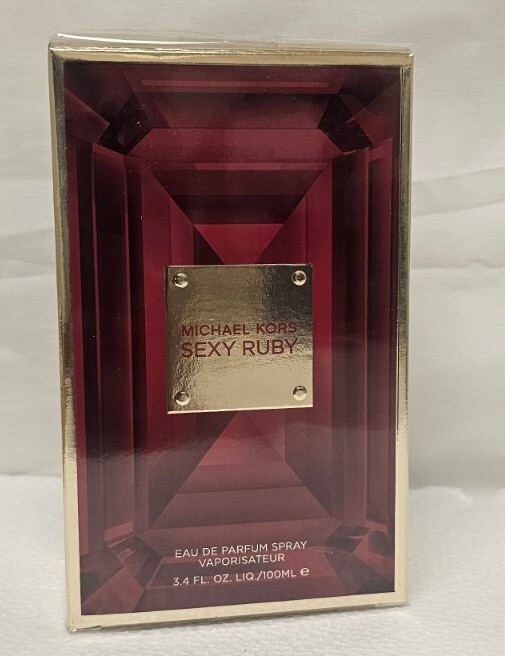 MICHAEL KORS
SEXY RUBY
EAU DE PARFUM SPRAY
VAPORISATEUR
3.4 FL. OZ. LIQ./100ML ℮